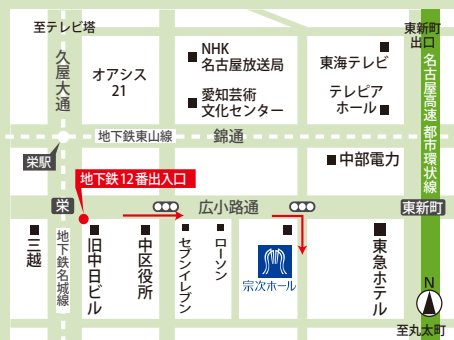 至テレビ塔
久屋大通
オアシス
21
NHK
名古屋放送局
愛知芸術
文化センター
東海テレビ
テレピア
ホール
東新町
出口
名古屋高速 都市環状線
地下鉄東山線
錦通
栄駅
中部電力
地下鉄12番出入口
栄
広小路通
東新町
三越
地下鉄名城線
旧中日ビル
中区役所
セブンイレブン
ローソン
宗次ホール
東急ホテル
N
至丸太町